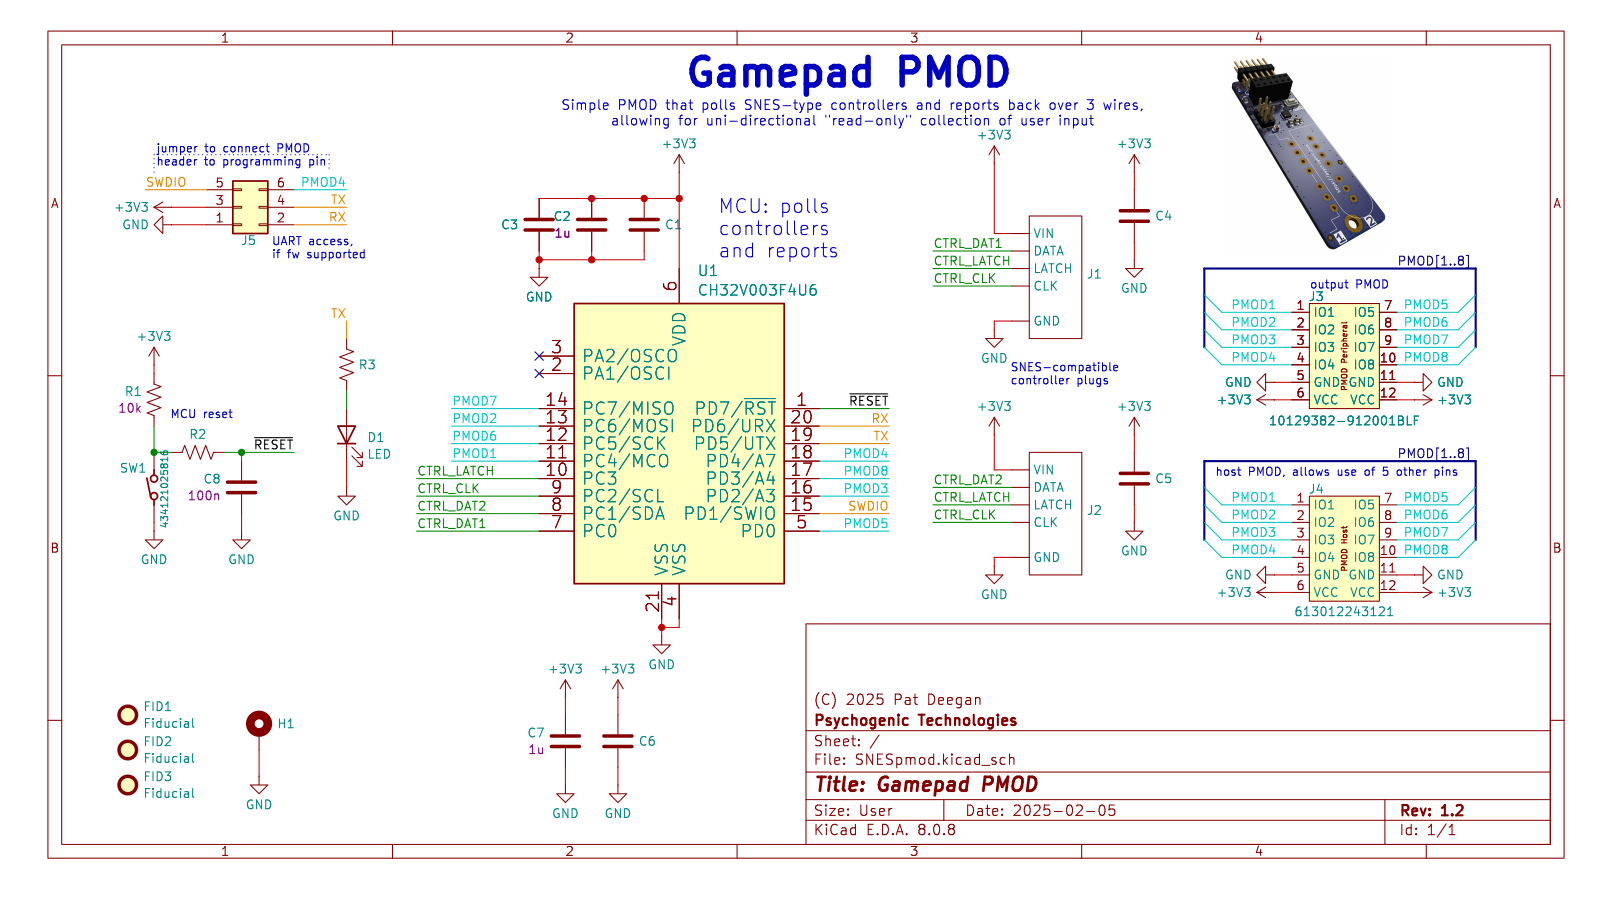 1
2
3
4
Gamepad PMOD
Simple PMOD that polls SNES-type controllers and reports back over 3 wires,
allowing for uni-directional "read-only" collection of user input
A
B
A
B
jumper to connect PMOD
header to programming pin
SWDIO 5 6 PMOD4
+3V3 3 4 TX
GND 1 2 RX
J5
UART access,
if fw supported
+3V3
R1
10k
MCU reset
R2
RESET
SW1
434121025816
C8
100n
GND
GND
TX
R3
D1
LED
GND
+3V3
C3
C2
1u
C1
GND
MCU: polls
controllers
and reports
U1
CH32V003F4U6
6
VDD
3 PA2/OSCO
2 PA1/OSCI
PMOD7 14 PC7/MISO
PMOD2 13 PC6/MOSI
PMOD6 12 PC5/SCK
PMOD1 11 PC4/MCO
CTRL_LATCH 10 PC3
CTRL_CLK 9 PC2/SCL
CTRL_DAT2 8 PC1/SDA
CTRL_DAT1 7 PC0
PD7/RST 1 RESET
PD6/URX 20 RX
PD5/UTX 19 TX
PD4/A7 18 PMOD4
PD3/A4 17 PMOD8
PD2/A3 16 PMOD3
PD1/SWIO 15 SWDIO
PD0 5 PMOD5
VSS
VSS
21
4
GND
+3V3
C7
1u
GND
+3V3
C6
GND
+3V3
VIN
CTRL_DAT1 DATA
CTRL_LATCH LATCH
CTRL_CLK CLK
GND
J1
GND
+3V3
C4
GND
SNES-compatible
controller plugs
+3V3
VIN
CTRL_DAT2 DATA
CTRL_LATCH LATCH
CTRL_CLK CLK
GND
J2
GND
+3V3
C5
GND
1
2
PMOD[1..8]
output PMOD
J3
PMOD1 1 IO1 IO5 7 PMOD5
PMOD2 2 IO2 IO6 8 PMOD6
PMOD3 3 IO3 IO7 9 PMOD7
PMOD4 4 IO4 IO8 10 PMOD8
GND 5 GND GND 11 GND
+3V3 6 VCC VCC 12 +3V3
PMOD Peripheral
10129382-912001BLF
PMOD[1..8]
host PMOD, allows use of 5 other pins
J4
PMOD1 1 IO1 IO5 7 PMOD5
PMOD2 2 IO2 IO6 8 PMOD6
PMOD3 3 IO3 IO7 9 PMOD7
PMOD4 4 IO4 IO8 10 PMOD8
GND 5 GND GND 11 GND
+3V3 6 VCC VCC 12 +3V3
PMOD Host
613012243121
FID1
Fiducial
FID2
Fiducial
FID3
Fiducial
H1
GND
(C) 2025 Pat Deegan
Psychogenic Technologies
Sheet: /
File: SNESpmod.kicad_sch
Title: Gamepad PMOD
Size: User Date: 2025-02-05 Rev: 1.2
KiCad E.D.A. 8.0.8 Id: 1/1
1
2
3
4